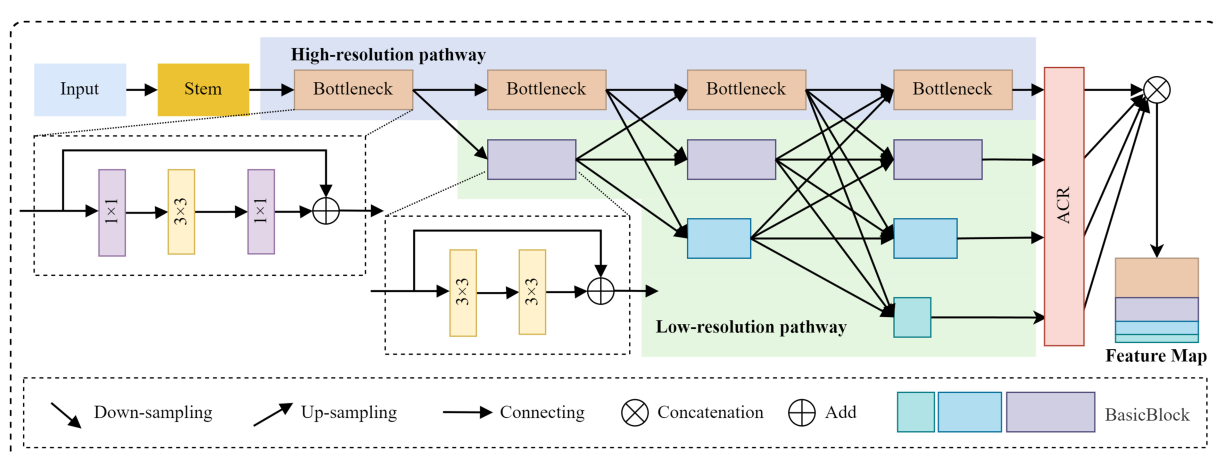 High-resolution pathway
Input
Stem
Bottleneck
Bottleneck
Bottleneck
Bottleneck
1×1
3×3
1×1
3×3
3×3
ACR
Low-resolution pathway
Feature Map
Down-sampling
Up-sampling
Connecting
Concatenation
Add
BasicBlock